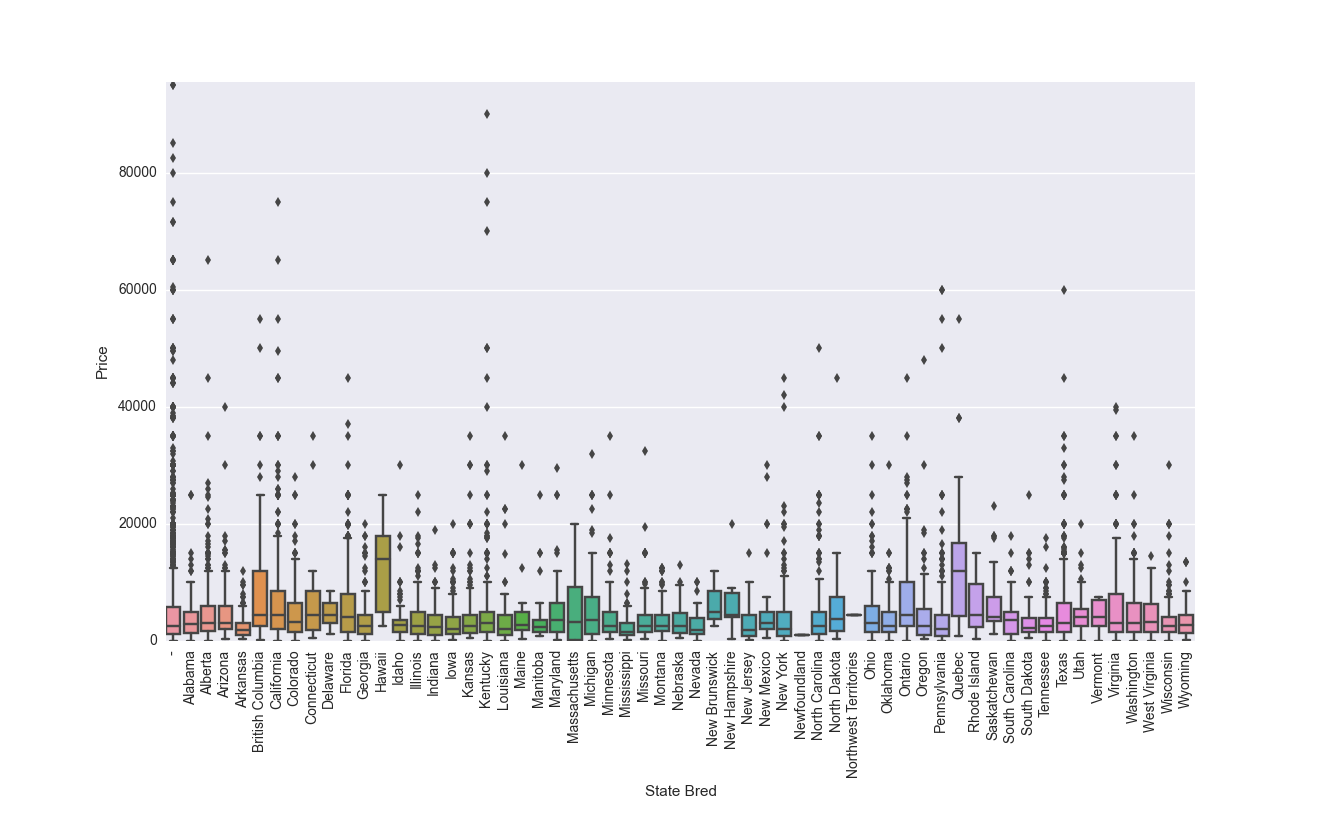 80000
60000
40000
20000
0
Price
-
Alabama
Alberta
Arizona
Arkansas
British Columbia
California
Colorado
Connecticut
Delaware
Florida
Georgia
Hawaii
Idaho
Illinois
Indiana
Iowa
Kansas
Kentucky
Louisiana
Maine
Manitoba
Maryland
Massachusetts
Michigan
Minnesota
Mississippi
Missouri
Montana
Nebraska
Nevada
New Brunswick
New Hampshire
New Jersey
New Mexico
New York
Newfoundland
North Carolina
North Dakota
Northwest Territories
Ohio
Oklahoma
Ontario
Oregon
Pennsylvania
Quebec
Rhode Island
Saskatchewan
South Carolina
South Dakota
Tennessee
Texas
Utah
Vermont
Virginia
Washington
West Virginia
Wisconsin
Wyoming
State Bred